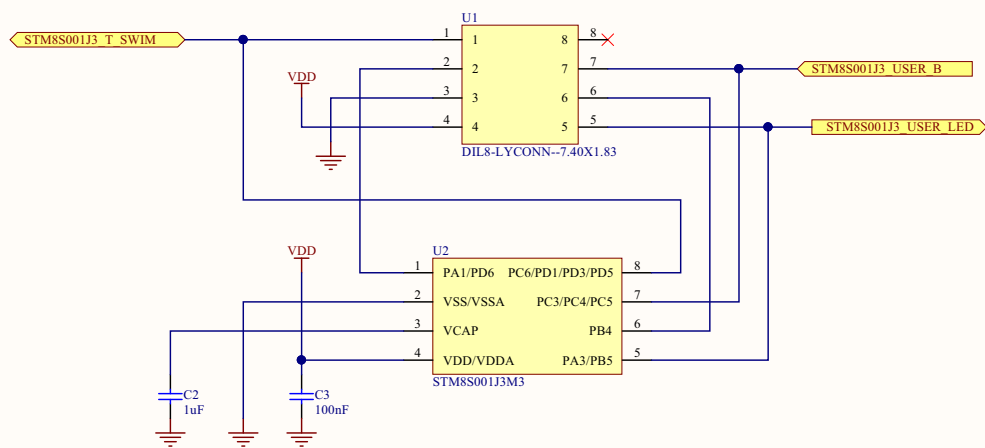 U1
STM8S001J3_T_SWIM
1 1 8 8
2 2 7 7
STM8S001J3_USER_B
VDD
3 3 6 6
4 4 5 5
STM8S001J3_USER_LED
DIL8-LYCONN--7.40X1.83
VDD
U2
1 PA1/PD6 PC6/PD1/PD3/PD5 8
2 VSS/VSSA PC3/PC4/PC5 7
3 VCAP PB4 6
4 VDD/VDDA PA3/PB5 5
STM8S001J3M3
C2
1uF
C3
100nF